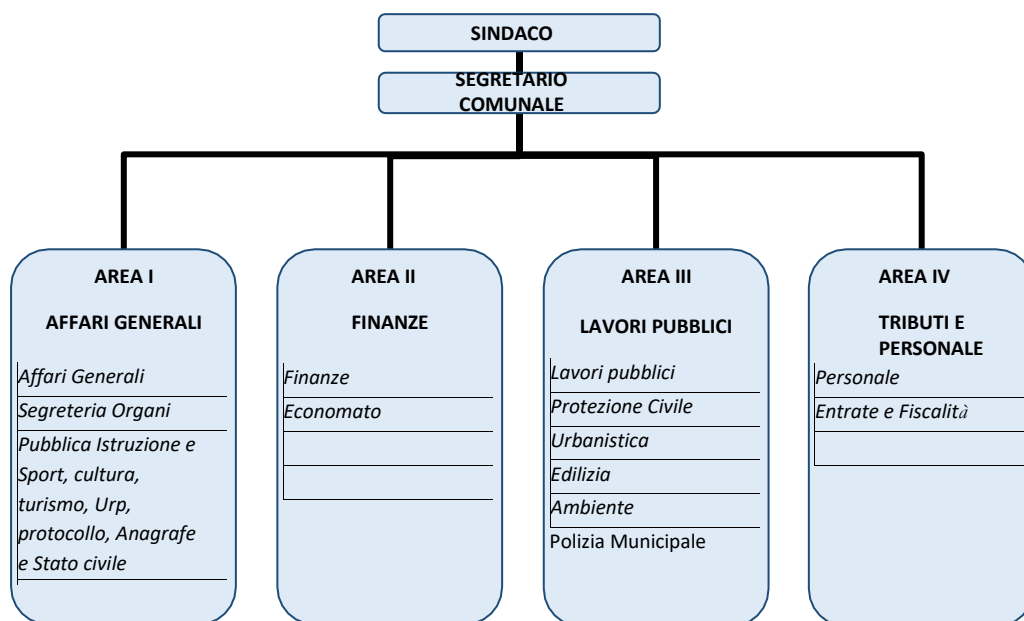 SINDACO
SEGRETARIO
COMUNALE
AREA I
AFFARI GENERALI
Affari Generali
Segreteria Organi
Pubblica Istruzione e
Sport, cultura,
turismo, Urp,
protocollo, Anagrafe
e Stato civile
AREA II
FINANZE
Finanze
Economato
AREA III
LAVORI PUBBLICI
Lavori pubblici
Protezione Civile
Urbanistica
Edilizia
Ambiente
Polizia Municipale
AREA IV
TRIBUTI E
PERSONALE
Personale
Entrate e Fiscalità